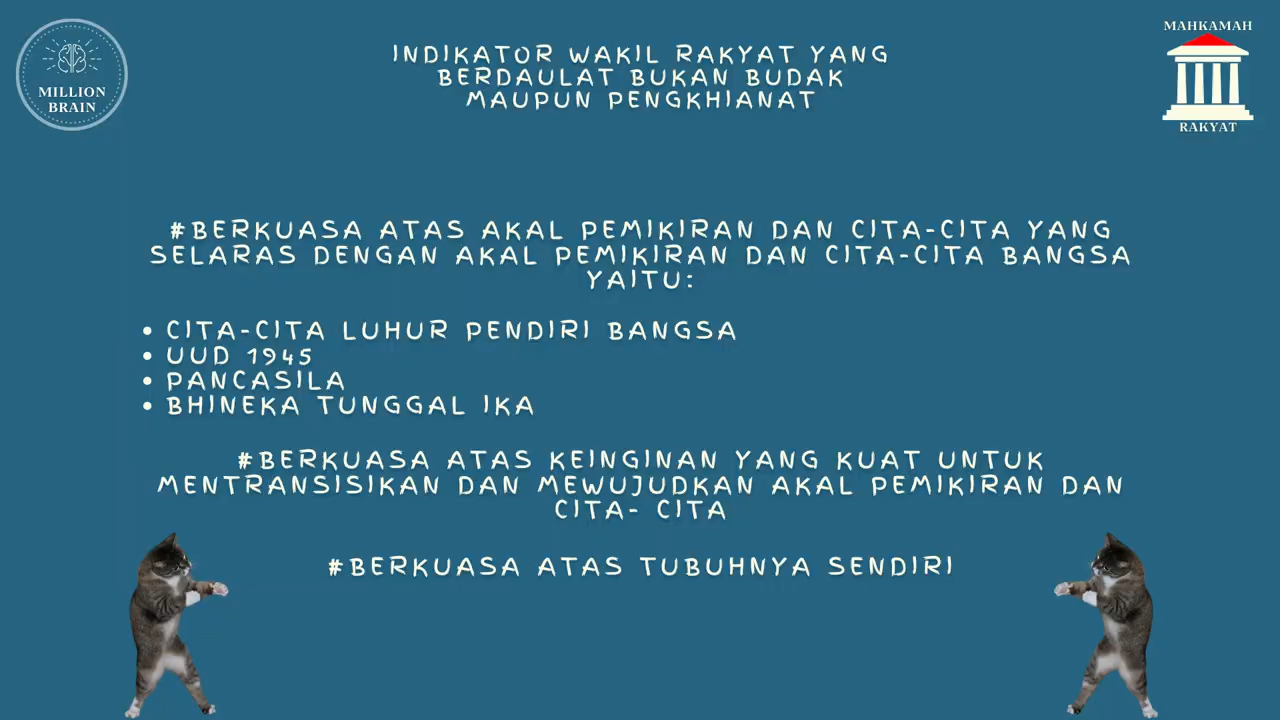 MILLION
BRAIN
INDIKATOR WAKIL RAKYAT YANG
BERDAULAT BUKAN BUDAK
MAUPUN PENGKHIANAT
MAHKAMAH
RAKYAT
#BERKUASA ATAS AKAL PEMIKIRAN DAN CITA-CITA YANG
SELARAS DENGAN AKAL PEMIKIRAN DAN CITA-CITA BANGSA
YAITU:
• CITA-CITA LUHUR PENDIRI BANGSA
• UUD 1945
• PANCASILA
• BHINEKA TUNGGAL IKA
#BERKUASA ATAS KEINGINAN YANG KUAT UNTUK
MENTRANSISIKAN DAN MEWUJUDKAN AKAL PEMIKIRAN DAN
CITA- CITA
#BERKUASA ATAS TUBUHNYA SENDIRI